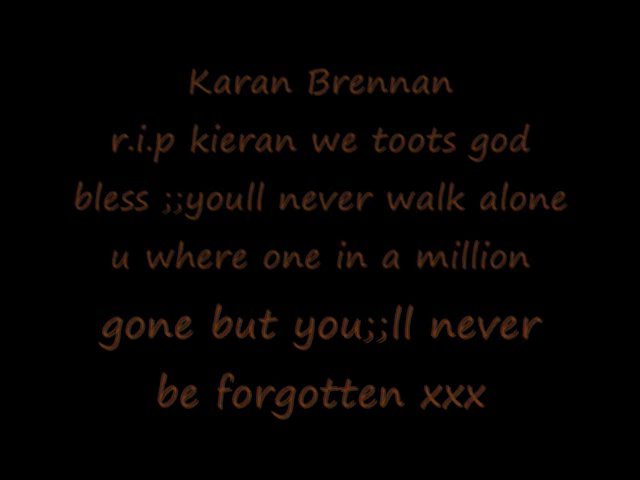 Karan Brennan
r.i.p kieran we toots god
bless ;;youll never walk alone
u where one in a million
gone but you;;ll never
be forgotten xxx